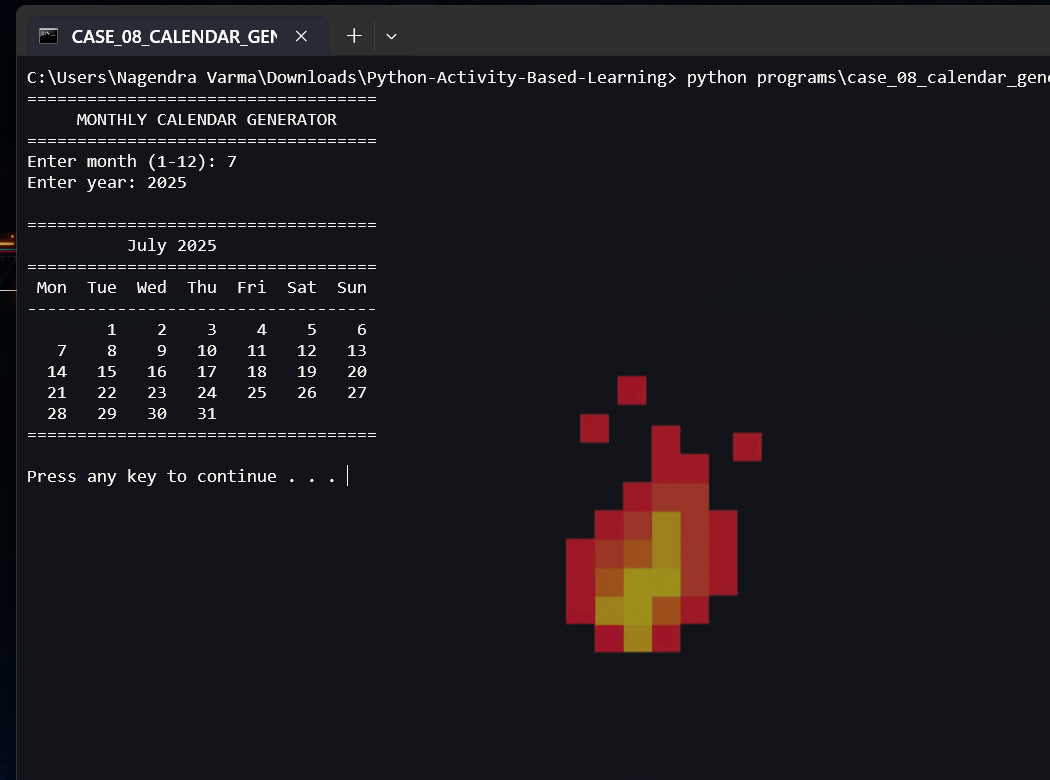 CASE_08_CALENDAR_GEN
C:\Users\Nagendra Varma\Downloads\Python-Activity-Based-Learning> python programs\case_08_calendar_gene
===================================
     MONTHLY CALENDAR GENERATOR
===================================
Enter month (1-12): 7
Enter year: 2025
===================================
          July 2025
===================================
 Mon  Tue  Wed  Thu  Fri  Sat  Sun
-----------------------------------
        1    2    3    4    5    6
   7    8    9   10   11   12   13
  14   15   16   17   18   19   20
  21   22   23   24   25   26   27
  28   29   30   31
===================================
Press any key to continue . . .